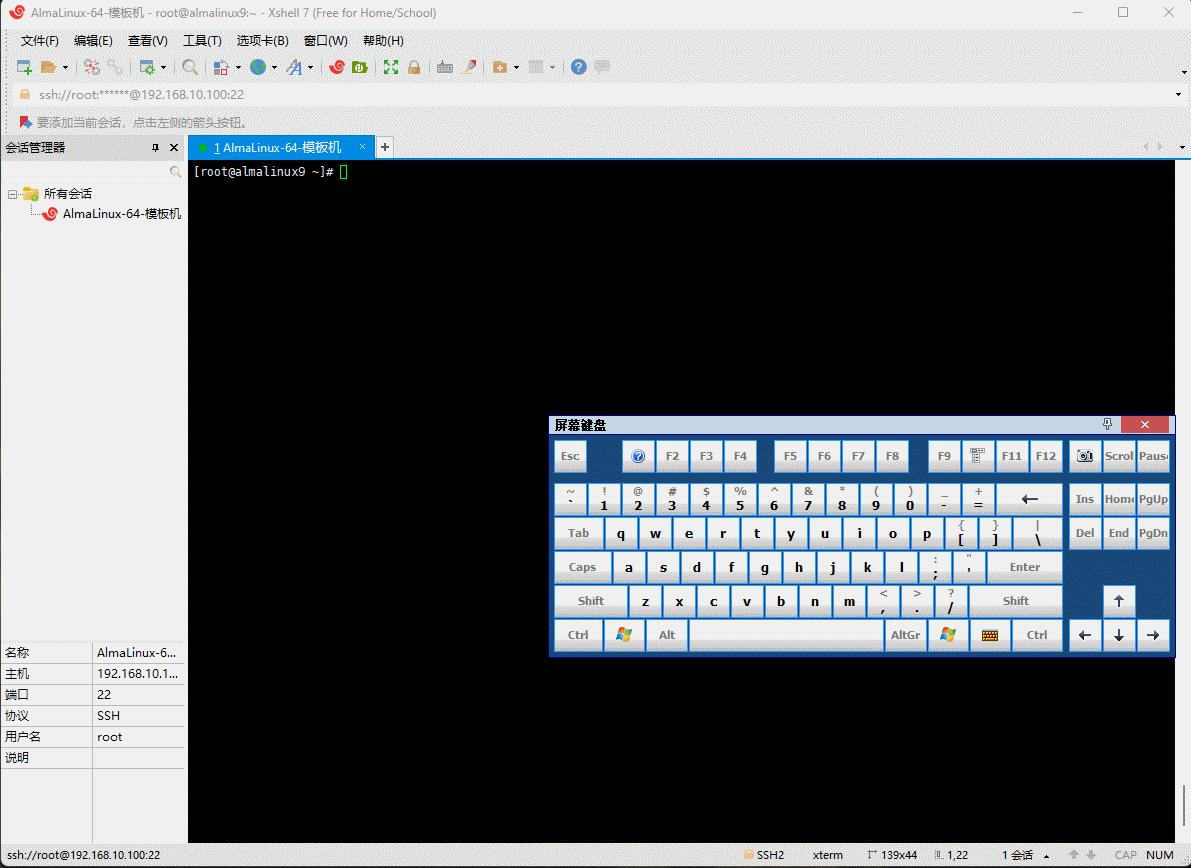 AlmaLinux-64-模板机 - root@almalinux9:~ - Xshell 7 (Free for Home/School)
文件(F) 编辑(E) 查看(V) 工具(T) 选项卡(B) 窗口(W) 帮助(H)
ssh://root:******@192.168.10.100:22
要添加当前会话，点击左侧的箭头按钮。
会话管理器
1 AlmaLinux-64-模板机
[root@almalinux9 ~]#
所有会话
AlmaLinux-64-模板机
屏幕键盘
Esc F2 F3 F4 F5 F6 F7 F8 F9 F11 F12 Scrol Paus
~ ! @ # $ % ^ & * ( ) _ +
` 1 2 3 4 5 6 7 8 9 0 - = ← Ins Home PgUp
Tab q w e r t y u i o p { [ } ] | \ Del End PgDn
Caps a s d f g h j k l : ; " ' Enter
Shift z x c v b n m < , > . ? / Shift ↑
Ctrl Alt AltGr Ctrl ← ↓ →
名称 AlmaLinux-6...
主机 192.168.10.1...
端口 22
协议 SSH
用户名 root
说明
ssh://root@192.168.10.100:22 SSH2 xterm 139x44 1,22 1 会话 CAP NUM